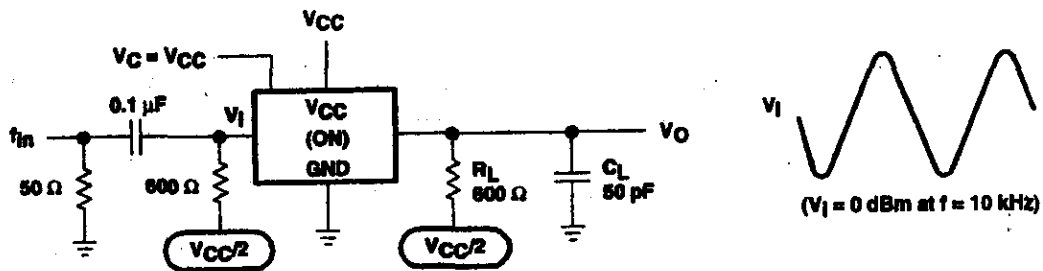 VCC
VC = VCC
0.1 μF
VI
VCC
(ON)
GND
fin
50 Ω
600 Ω
VCC/2
RL
600 Ω
VCC/2
CL
50 pF
VO
VI
(VI = 0 dBm at f = 10 kHz)